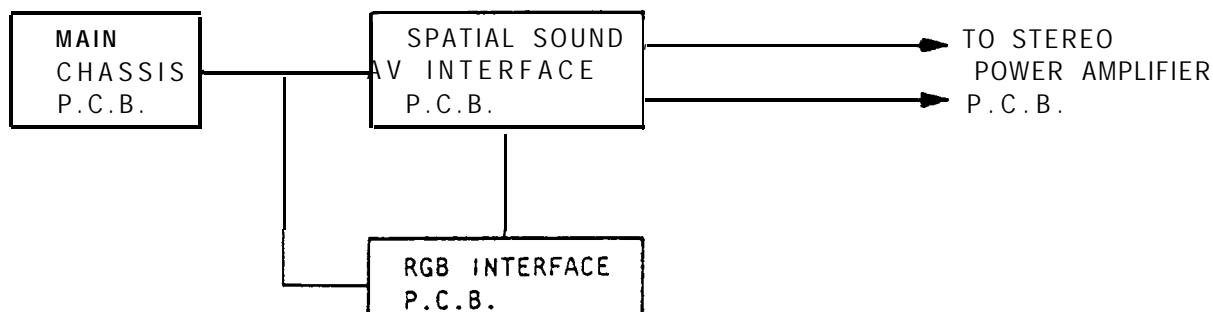 MAIN
CHASSIS
P.C.B.
SPATIAL SOUND
AV INTERFACE
P.C.B.
TO STEREO
POWER AMPLIFIER
P.C.B.
RGB INTERFACE
P.C.B.